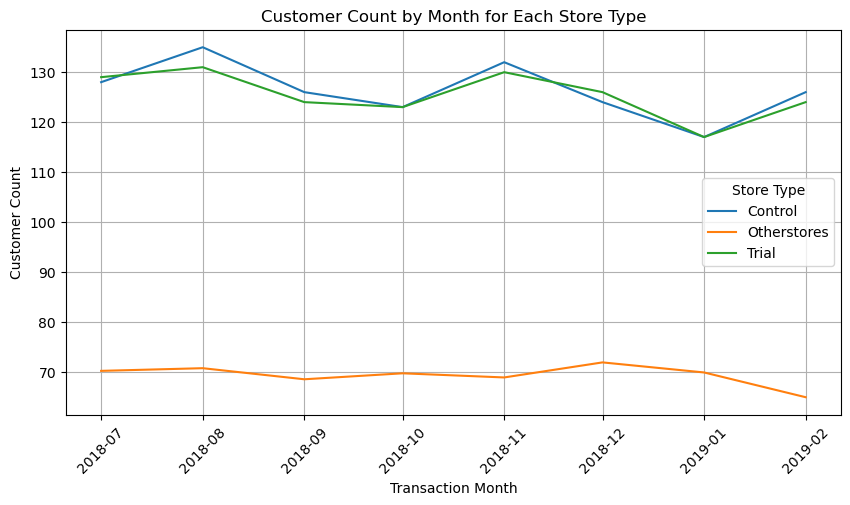 Customer Count by Month for Each Store Type
Customer Count
130
120
110
100
90
80
70
Store Type
Control
Otherstores
Trial
2018-07
2018-08
2018-09
2018-10
2018-11
2018-12
2019-01
2019-02
Transaction Month